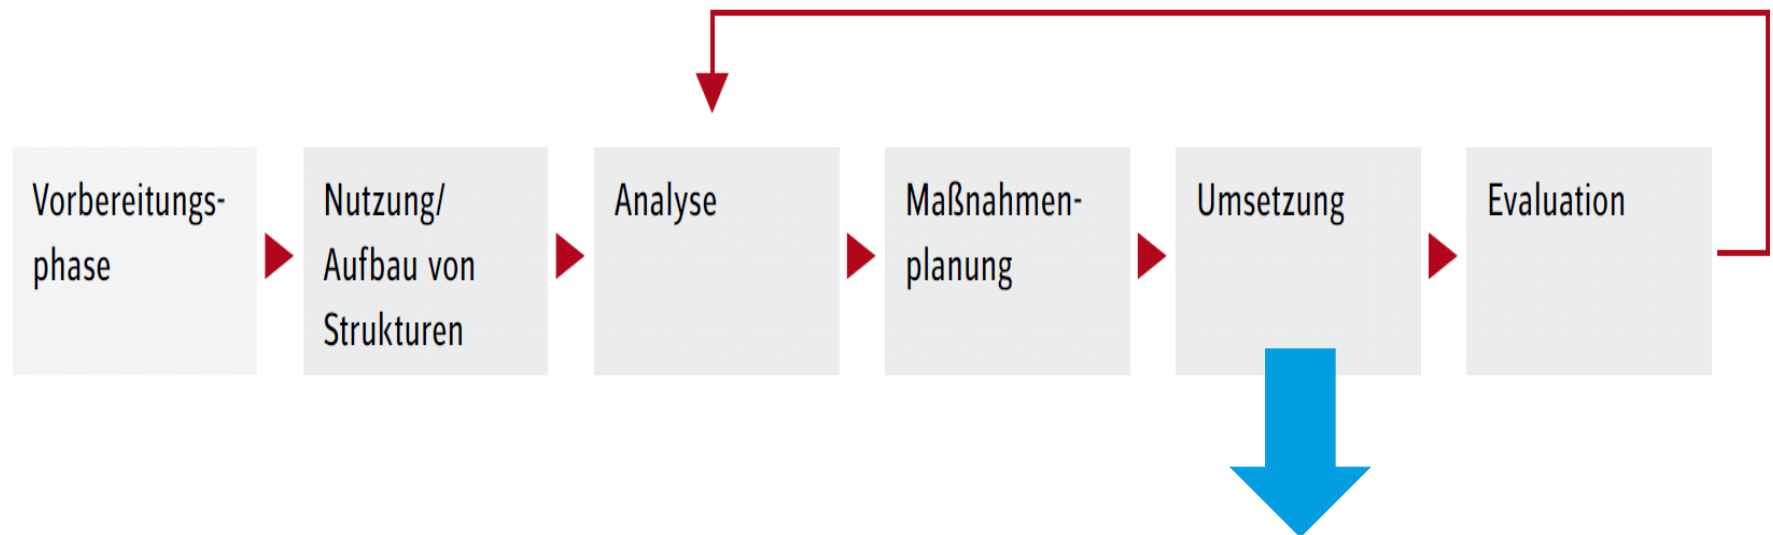 Vorbereitungs-
phase
Nutzung/
Aufbau von
Strukturen
Analyse
Maßnahmen-
planung
Umsetzung
Evaluation